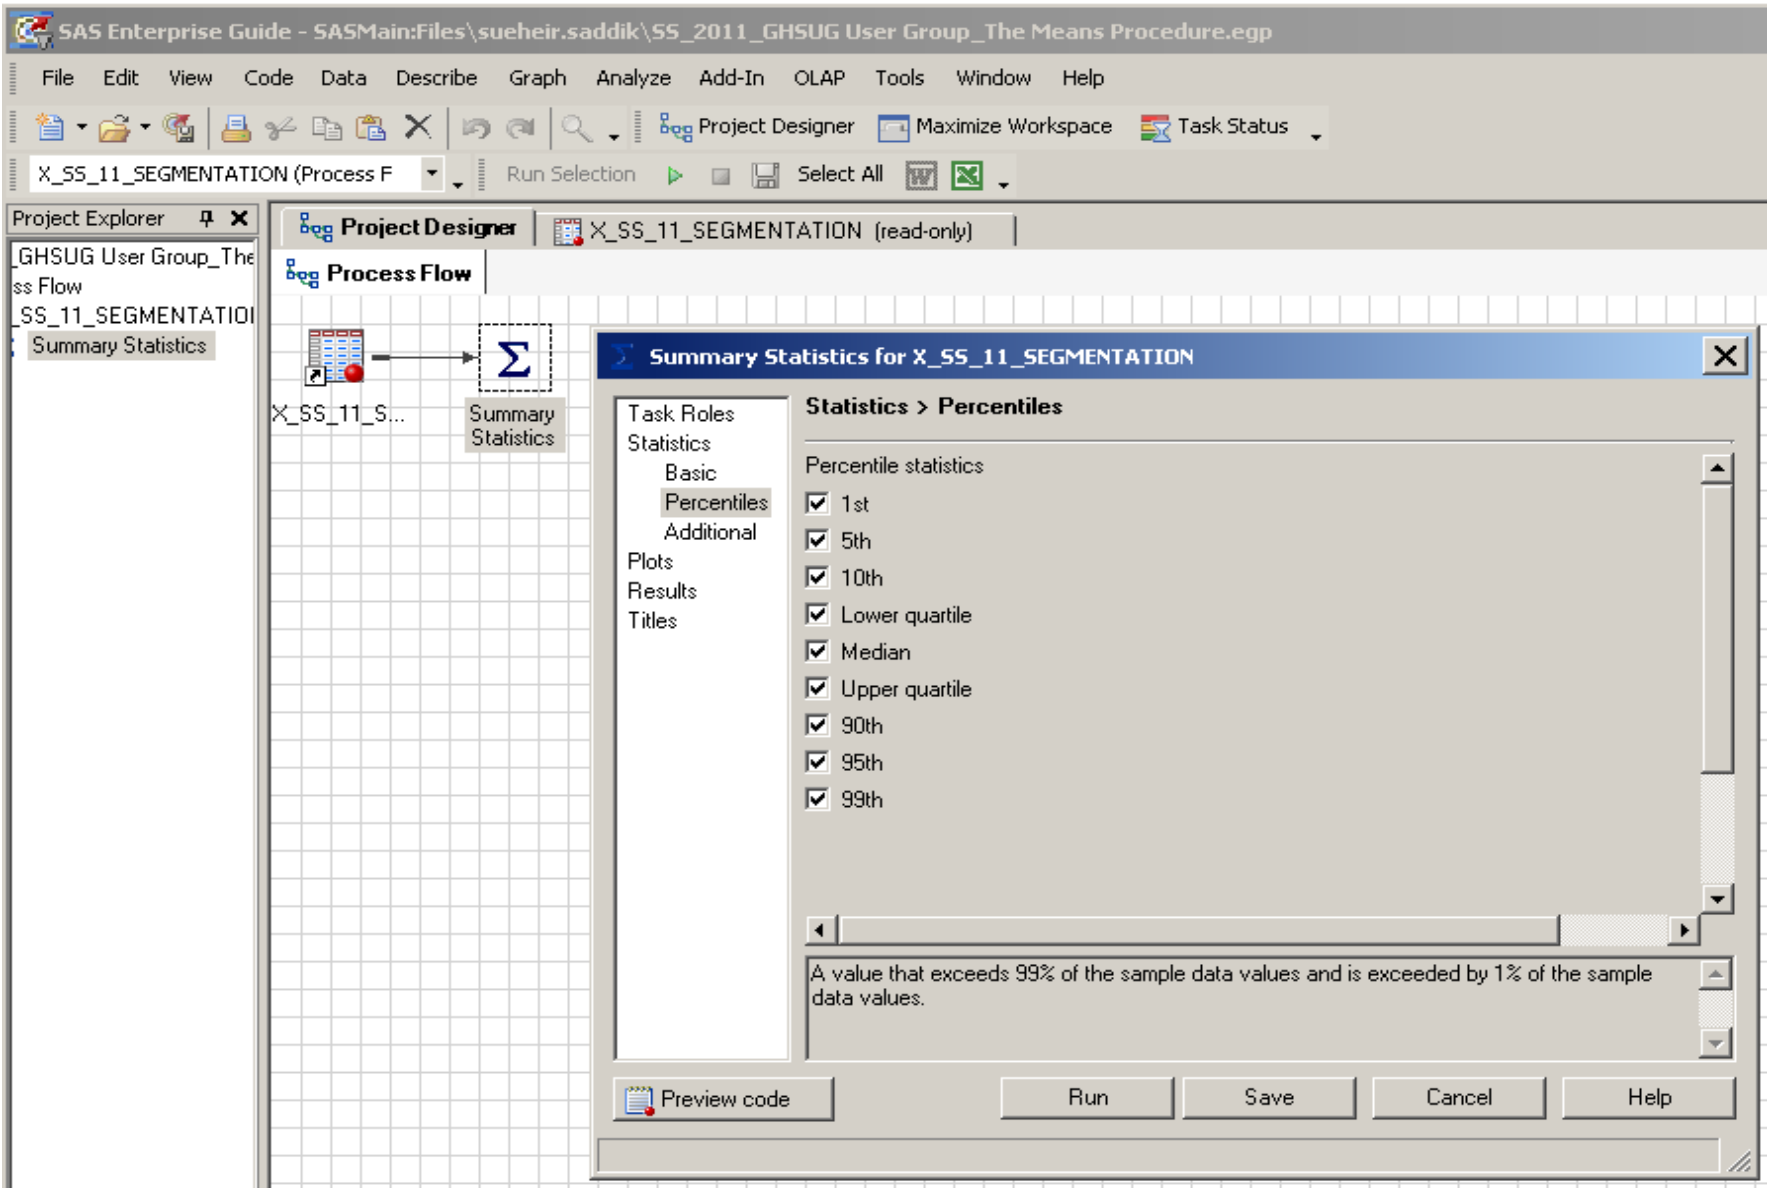 SAS Enterprise Guide - SASMain:Files\sueheir.saddik\SS_2011_GHSUG User Group_The Means Procedure.egp
File Edit View Code Data Describe Graph Analyze Add-In OLAP Tools Window Help
Project Designer Maximize Workspace Task Status
X_SS_11_SEGMENTATION (Process F Run Selection Select All
Project Explorer
_GHSUG User Group_The
ss Flow
_SS_11_SEGMENTATIO
Summary Statistics
Project Designer X_SS_11_SEGMENTATION (read-only)
Process Flow
X_SS_11_S...
Summary
Statistics
Summary Statistics for X_SS_11_SEGMENTATION
Task Roles
Statistics
Basic
Percentiles
Additional
Plots
Results
Titles
Statistics > Percentiles
Percentile statistics
1st
5th
10th
Lower quartile
Median
Upper quartile
90th
95th
99th
A value that exceeds 99% of the sample data values and is exceeded by 1% of the sample
data values.
Preview code Run Save Cancel Help